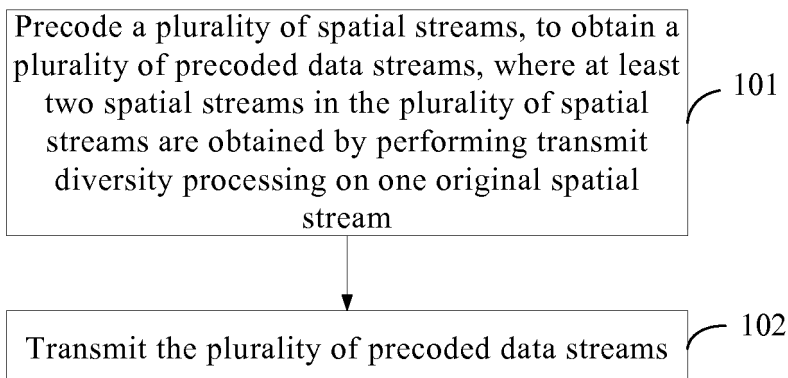 Precode a plurality of spatial streams, to obtain a
plurality of precoded data streams, where at least
two spatial streams in the plurality of spatial
streams are obtained by performing transmit
diversity processing on one original spatial
stream
101
Transmit the plurality of precoded data streams
102